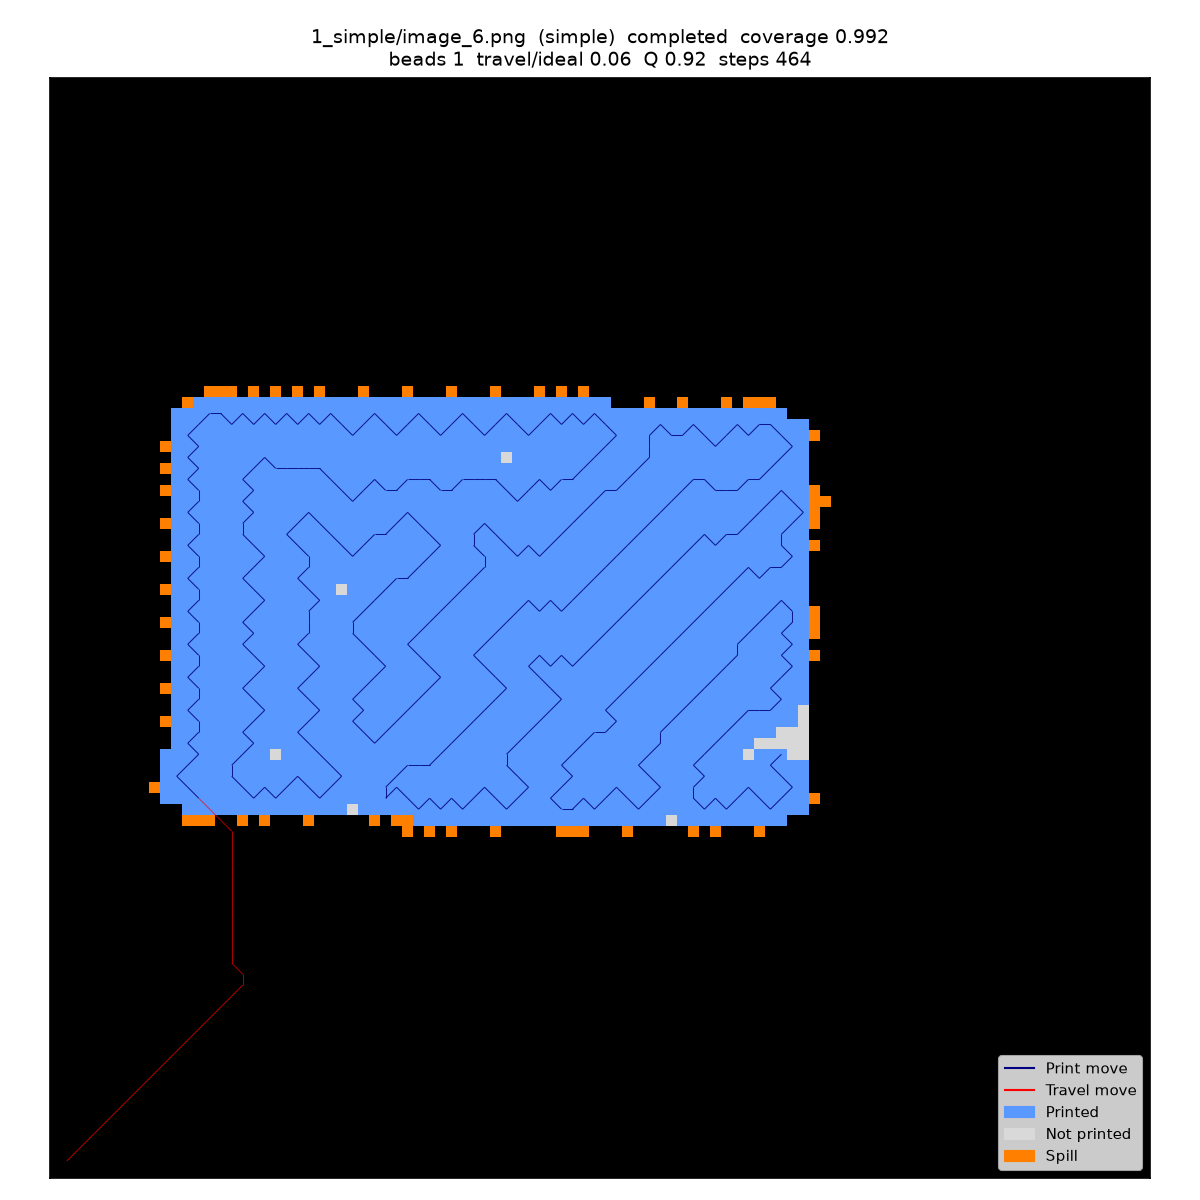 1_simple/image_6.png  (simple)  completed  coverage 0.992
beads 1  travel/ideal 0.06  Q 0.92  steps 464
Print move
Travel move
Printed
Not printed
Spill